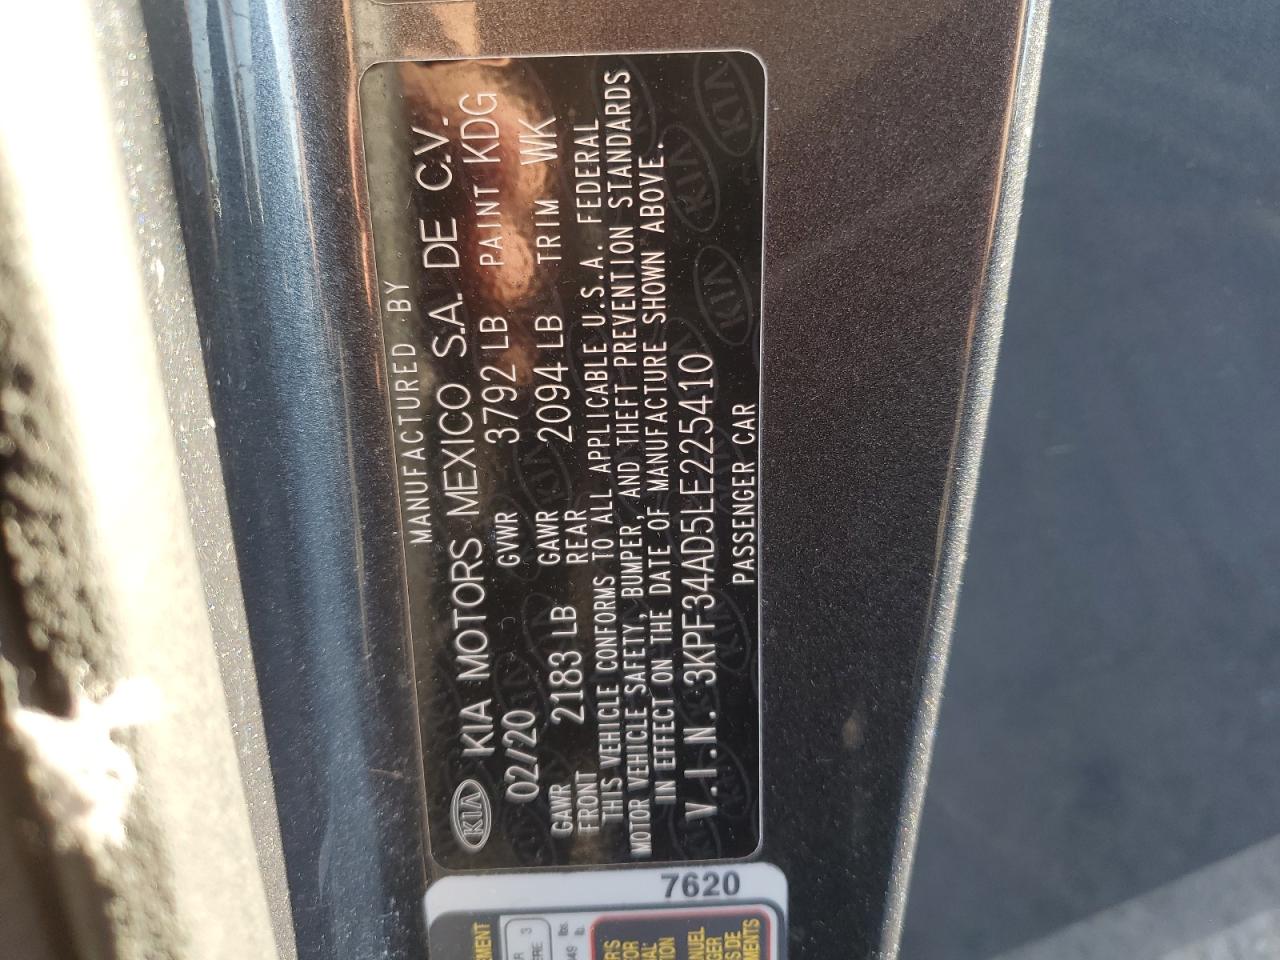 MANUFACTURED BY
KIA KIA MOTORS MEXICO S.A. DE C.V.
02/20 GVWR 3792 LB PAINT KDG
GAWR FRONT 2183 LB GAWR REAR 2094 LB TRIM WK
THIS VEHICLE CONFORMS TO ALL APPLICABLE U.S.A. FEDERAL
MOTOR VEHICLE SAFETY, BUMPER, AND THEFT PREVENTION STANDARDS
IN EFFECT ON THE DATE OF MANUFACTURE SHOWN ABOVE.
V.I.N. 3KPF34AD5LE225410
PASSENGER CAR
7620